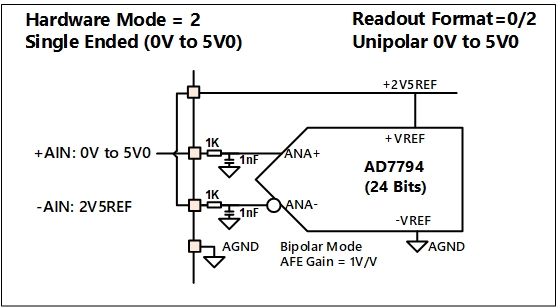 Hardware Mode = 2
Single Ended (0V to 5V0)
Readout Format=0/2
Unipolar 0V to 5V0
+2V5REF
+VREF
1K
+AIN: 0V to 5V0
1nF
ANA+
AD7794
(24 Bits)
1K
-AIN: 2V5REF
1nF
ANA-
-VREF
AGND
Bipolar Mode
AGND
AFE Gain = 1V/V